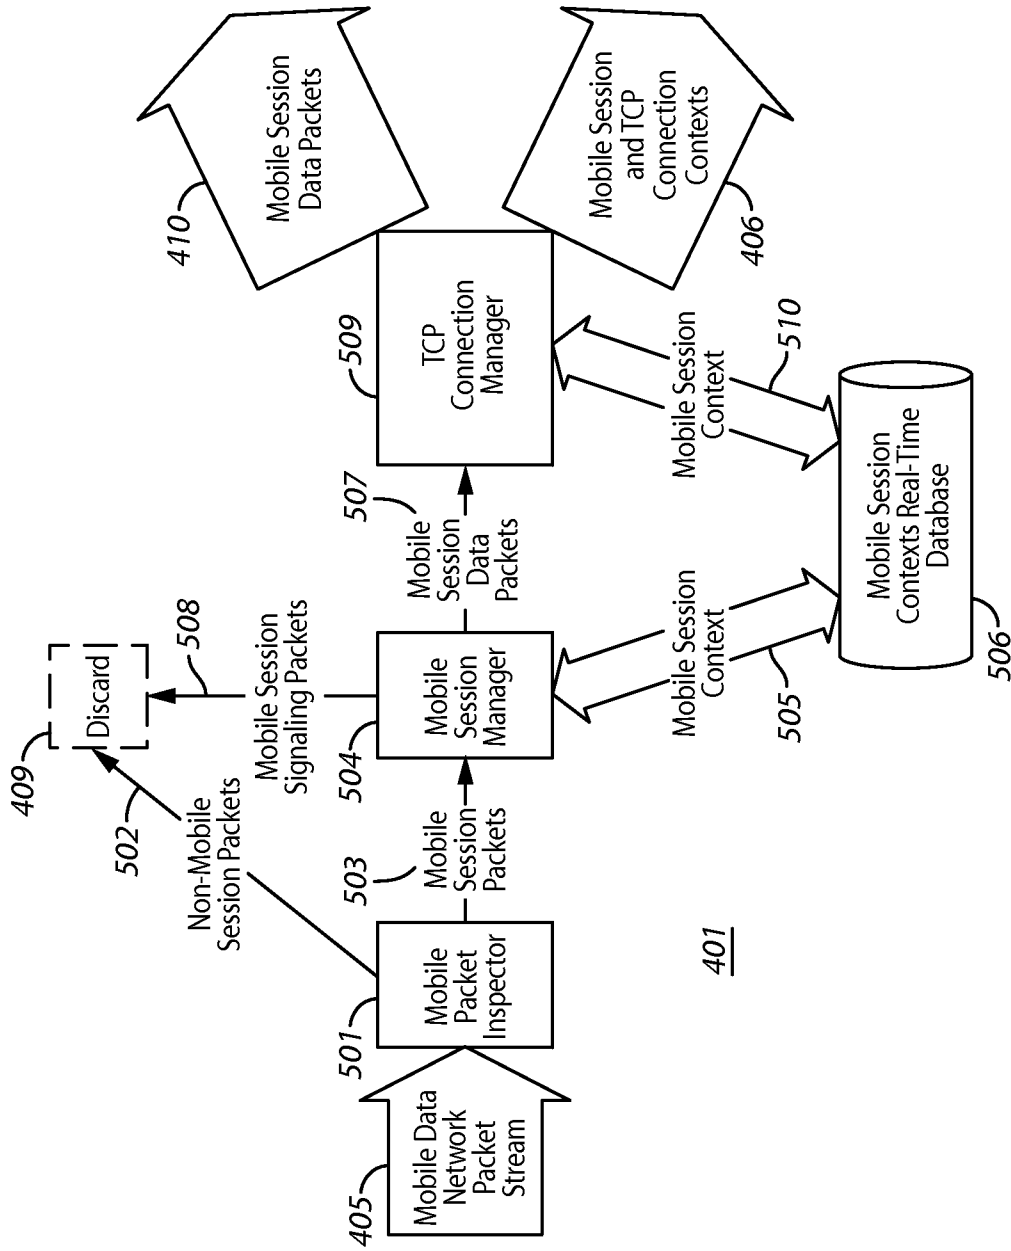 405
Mobile Data
Network
Packet
Stream
501
Mobile
Packet
Inspector
502
Non-Mobile
Session Packets
409
Discard
503
Mobile
Session
Packets
504
Mobile
Session
Manager
508
Mobile Session
Signaling Packets
507
Mobile
Session
Data
Packets
509
TCP
Connection
Manager
410
Mobile Session
Data Packets
Mobile Session
and TCP
Connection
Contexts
406
Mobile Session
Context
505
Mobile Session
Context
510
Mobile Session
Contexts Real-Time
Database
506
401